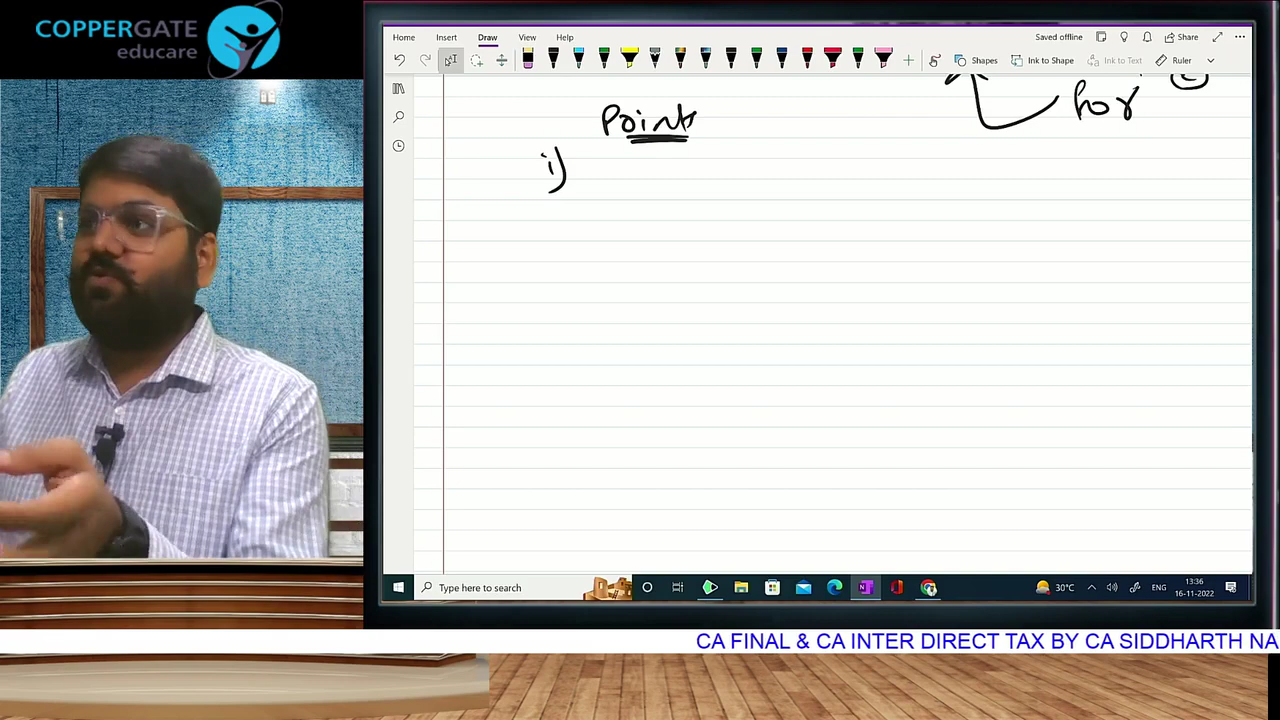 COPPERGATE
educare
Home Insert Draw View Help
Saved offline
Share
Shapes
Ink to Shape
Ink to Text
Ruler
for
Points
i)
Type here to search
30°C
ENG
13:36
16-11-2022
CA FINAL & CA INTER DIRECT TAX BY CA SIDDHARTH NA